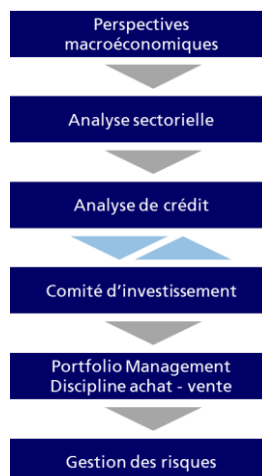 Perspectives
macroéconomiques
Analyse sectorielle
Analyse de crédit
Comité d'investissement
Portfolio Management
Discipline achat - vente
Gestion des risques